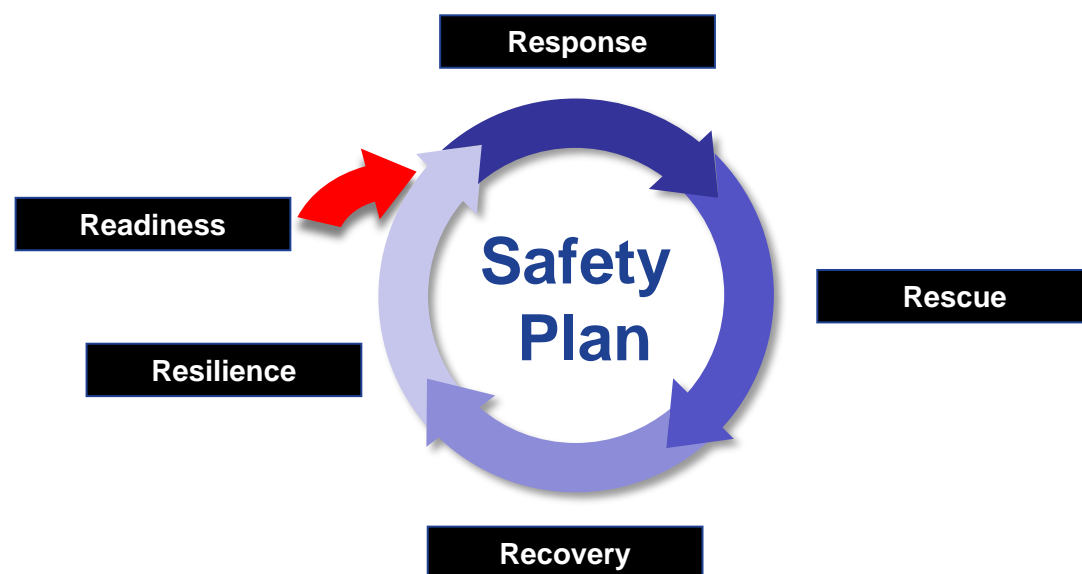 Response
Readiness
Safety
Plan
Rescue
Resilience
Recovery